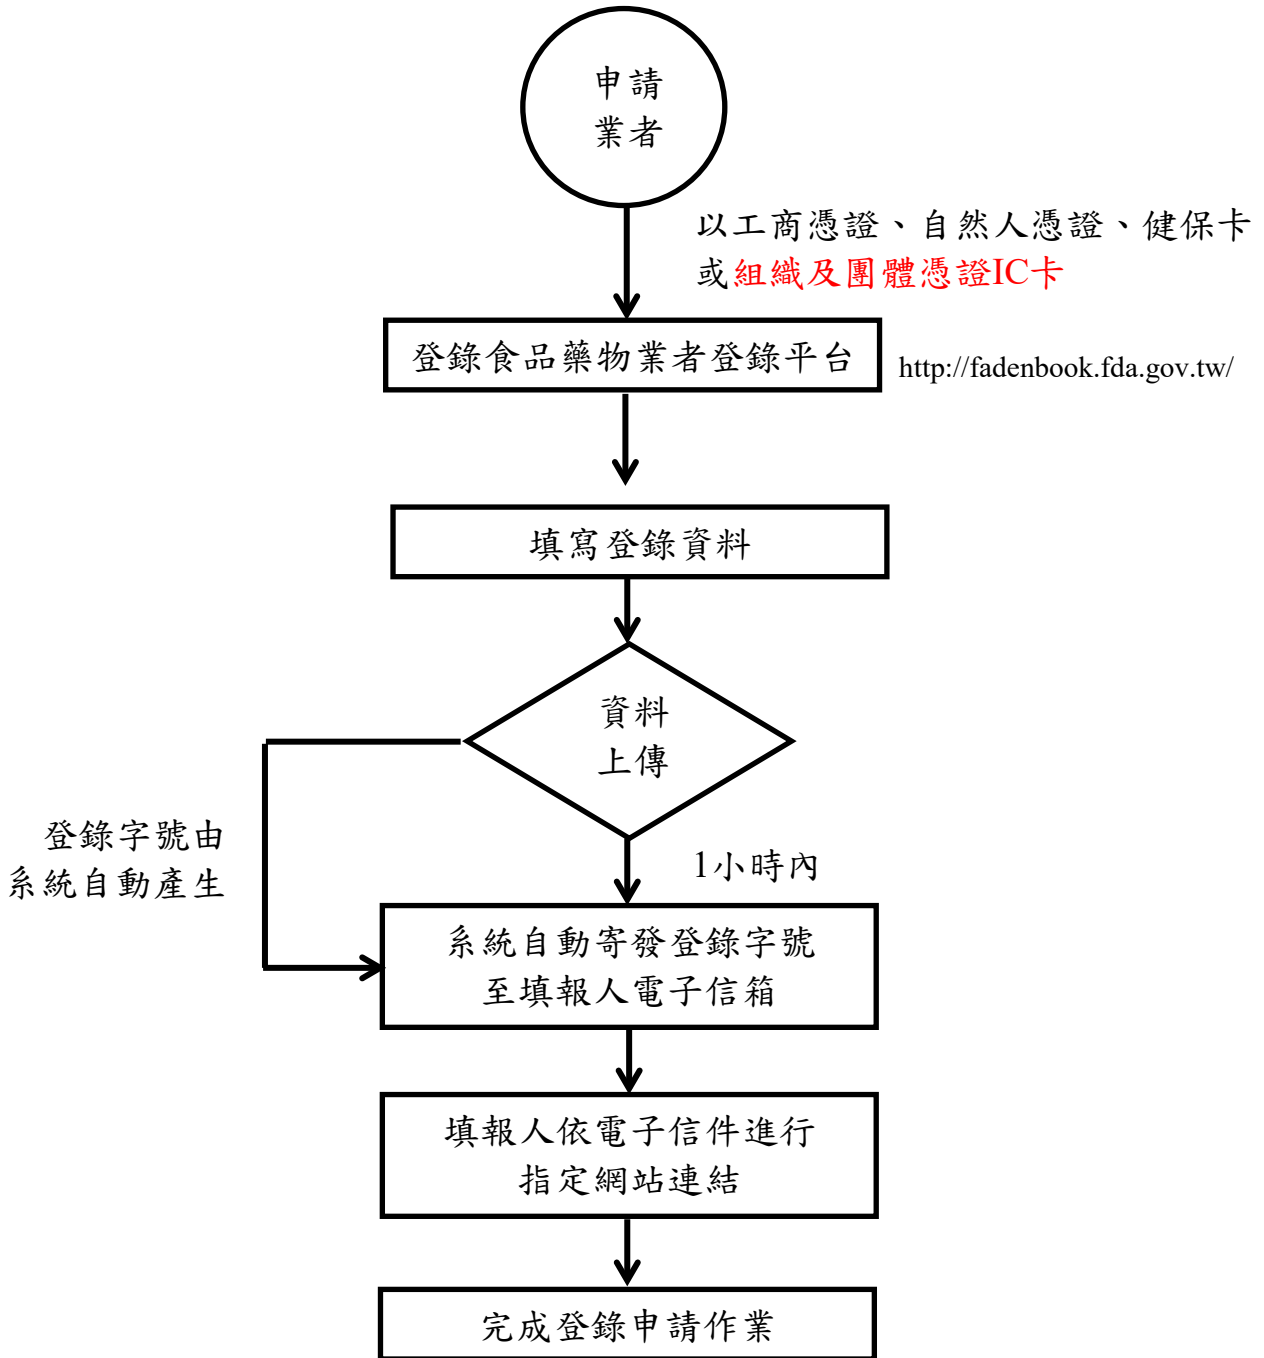 申請
業者
以工商憑證、自然人憑證、健保卡
或組織及團體憑證IC卡
登錄食品藥物業者登錄平台
http://fadenbook.fda.gov.tw/
填寫登錄資料
資料
上傳
登錄字號由
系統自動產生
1小時內
系統自動寄發登錄字號
至填報人電子信箱
填報人依電子信件進行
指定網站連結
完成登錄申請作業